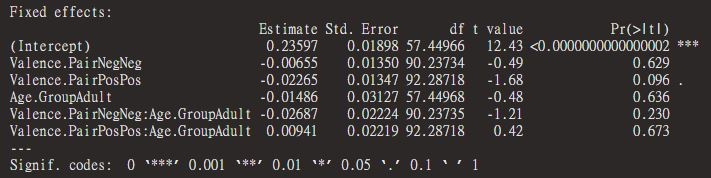 Fixed effects:
Estimate Std. Error df t value Pr(>|t|)
(Intercept) 0.23597 0.01898 57.44966 12.43 <0.0000000000000002 ***
Valence.PairNegNeg -0.00655 0.01350 90.23734 -0.49 0.629
Valence.PairPosPos -0.02265 0.01347 92.28718 -1.68 0.096 .
Age.GroupAdult -0.01486 0.03127 57.44968 -0.48 0.636
Valence.PairNegNeg:Age.GroupAdult -0.02687 0.02224 90.23735 -1.21 0.230
Valence.PairPosPos:Age.GroupAdult 0.00941 0.02219 92.28718 0.42 0.673
---
Signif. codes: 0 ‘***’ 0.001 ‘**’ 0.01 ‘*’ 0.05 ‘.’ 0.1 ‘ ’ 1